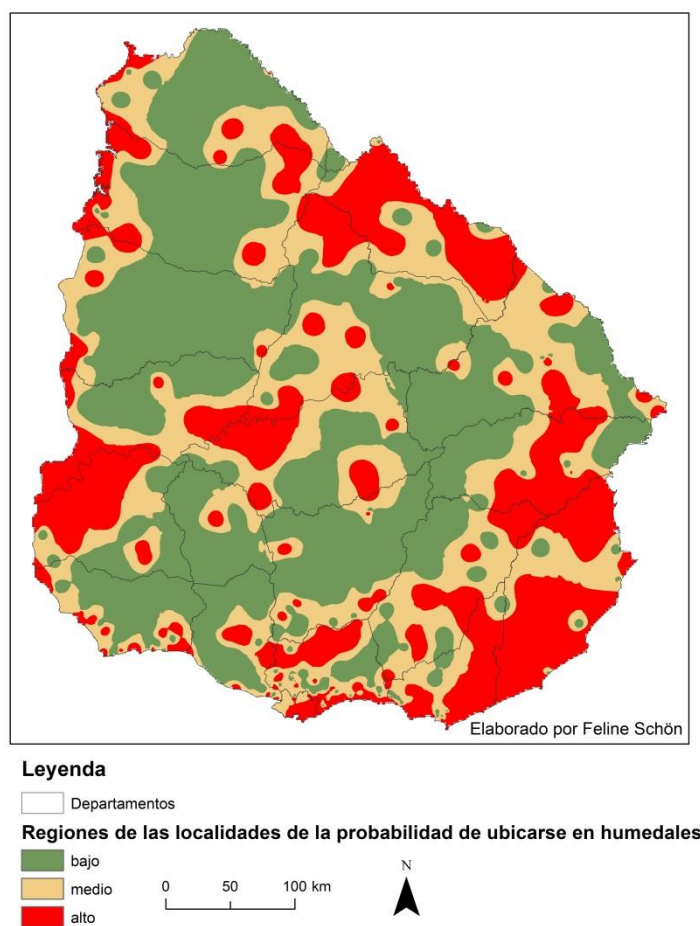 Elaborado por Feline Schön
Leyenda
Departamentos
Regiones de las localidades de la probabilidad de ubicarse en humedales
bajo
medio
alto
0 50 100 km
N